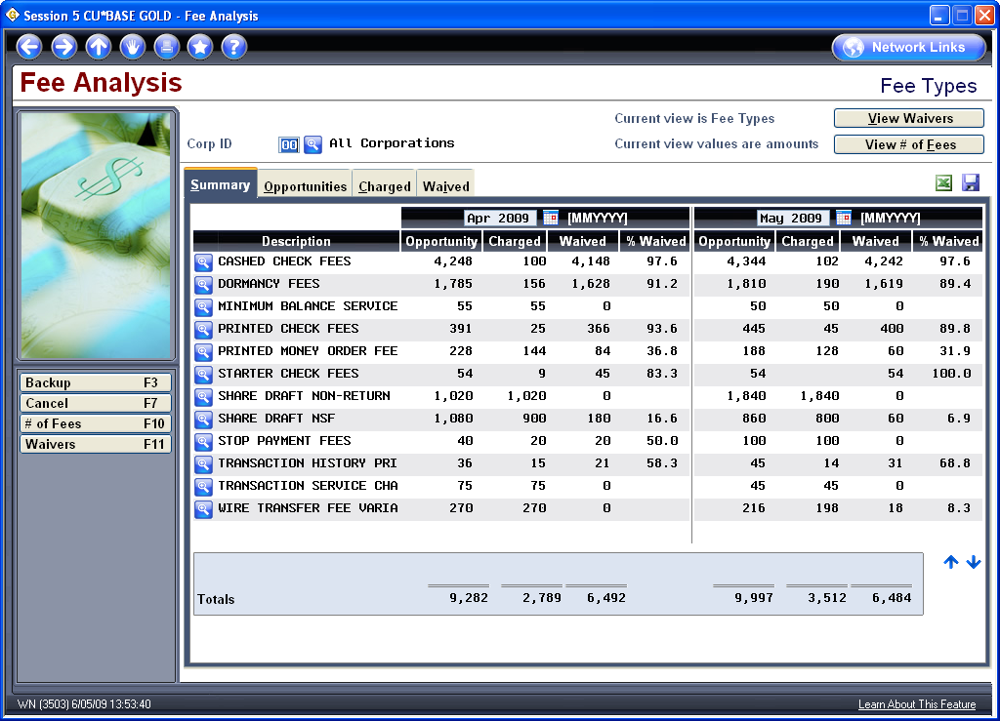 Session 5 CU*BASE GOLD - Fee Analysis
Network Links
Fee Analysis
Fee Types
Current view is Fee Types View Waivers
Corp ID 00 All Corporations
Current view values are amounts View # of Fees
Summary Opportunities Charged Waived
Apr 2009 [MMYYYY] May 2009 [MMYYYY]
Description Opportunity Charged Waived % Waived Opportunity Charged Waived % Waived
CASHED CHECK FEES 4,248 100 4,148 97.6 4,344 102 4,242 97.6
DORMANCY FEES 1,785 156 1,628 91.2 1,810 190 1,619 89.4
MINIMUM BALANCE SERVICE 55 55 0 50 50 0
PRINTED CHECK FEES 391 25 366 93.6 445 45 400 89.8
PRINTED MONEY ORDER FEE 228 144 84 36.8 188 128 60 31.9
STARTER CHECK FEES 54 9 45 83.3 54 54 100.0
SHARE DRAFT NON-RETURN 1,020 1,020 0 1,840 1,840 0
SHARE DRAFT NSF 1,080 900 180 16.6 860 800 60 6.9
STOP PAYMENT FEES 40 20 20 50.0 100 100 0
TRANSACTION HISTORY PRI 36 15 21 58.3 45 14 31 68.8
TRANSACTION SERVICE CHA 75 75 0 45 45 0
WIRE TRANSFER FEE VARIA 270 270 0 216 198 18 8.3
Totals 9,282 2,789 6,492 9,997 3,512 6,484
Backup F3
Cancel F7
# of Fees F10
Waivers F11
WN (3503) 6/05/09 13:53:40
Learn About This Feature